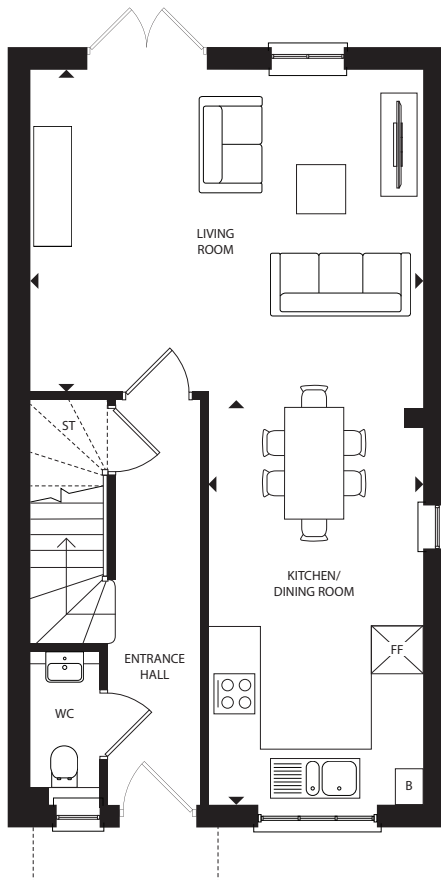 LIVING
ROOM
ST
KITCHEN/
DINING ROOM
ENTRANCE
HALL
FF
WC
B